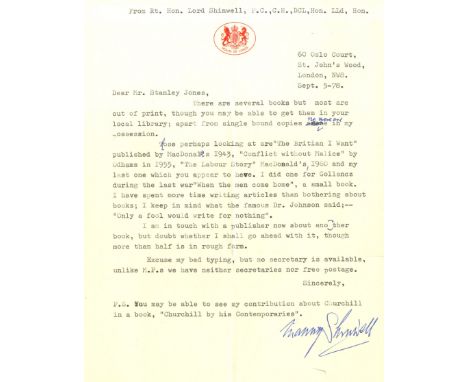 From Rt. Hon. Lord Shinwell, P.C.,C.H.,DCL,Hon. LLd, Hon.
60 Oslo Court,
St. John's Wood,
London, NW8.
Sept. 5-78.
Dear Mr. Stanley Jones,
There are several books but most are
out of print, though you may be able to get them in your
local library; apart from single bound copies in my
possession.
perhaps looking at are"The Britian I Want"
published by MacDonals 1943, "Conflict without Malice" by
Odhams in 1955, "The Labour Story" MacDonald's 1960 and my
last one which you appear to have. I did one for Gollancz
during the last war"When the men come home", a small book.
I have spent more time writing articles than bothering about
books; I keep in mind what the famous Dr. Johnson said;--
"Only a fool would write for nothing".
I am in touch with a publisher now about another
book, but doubt whether I shall go ahead with it, though
more than half is in rough form.
Excuse my bad typing, but no secretary is available,
unlike M.Ps we have neither secretaries nor free postage.
Sincerely,
P.S. You may be able to see my contribution about Churchill
in a book, "Churchill by his Contemporaries".
Manny Shinwell